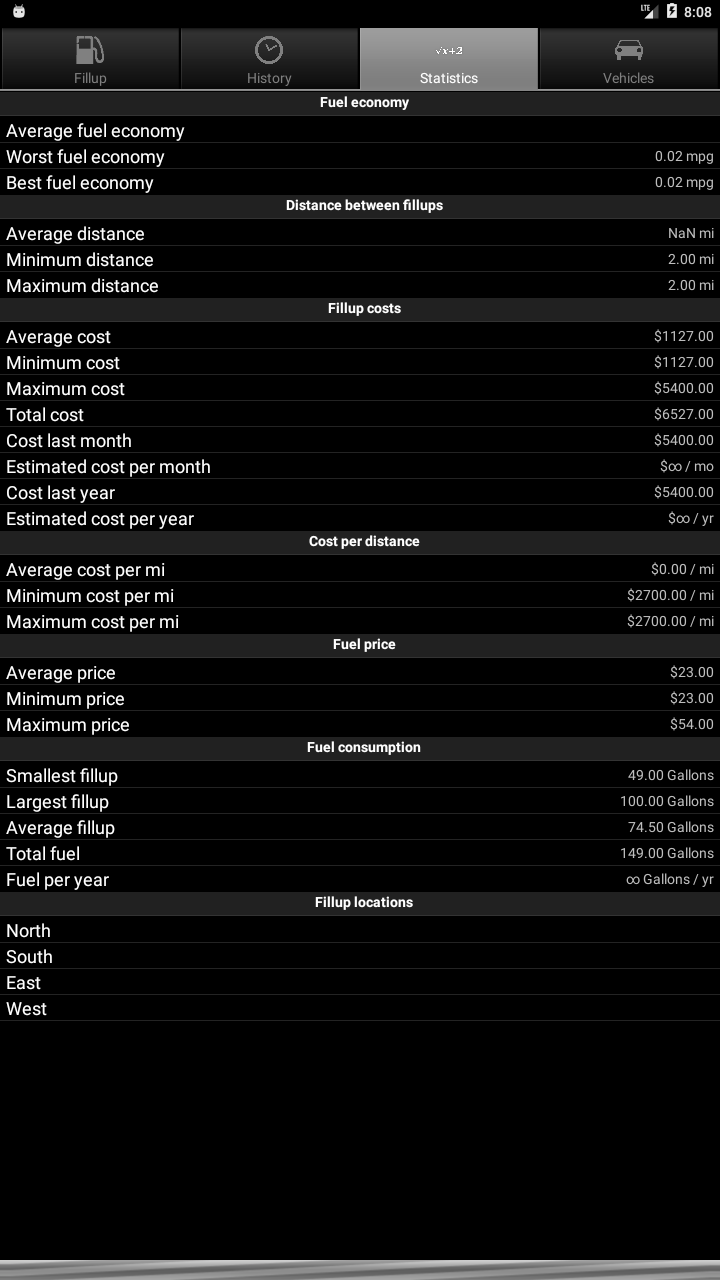 LTE 8:08
Fillup History √x+2 Statistics Vehicles
Fuel economy
Average fuel economy
Worst fuel economy 0.02 mpg
Best fuel economy 0.02 mpg
Distance between fillups
Average distance NaN mi
Minimum distance 2.00 mi
Maximum distance 2.00 mi
Fillup costs
Average cost $1127.00
Minimum cost $1127.00
Maximum cost $5400.00
Total cost $6527.00
Cost last month $5400.00
Estimated cost per month $∞ / mo
Cost last year $5400.00
Estimated cost per year $∞ / yr
Cost per distance
Average cost per mi $0.00 / mi
Minimum cost per mi $2700.00 / mi
Maximum cost per mi $2700.00 / mi
Fuel price
Average price $23.00
Minimum price $23.00
Maximum price $54.00
Fuel consumption
Smallest fillup 49.00 Gallons
Largest fillup 100.00 Gallons
Average fillup 74.50 Gallons
Total fuel 149.00 Gallons
Fuel per year ∞ Gallons / yr
Fillup locations
North
South
East
West